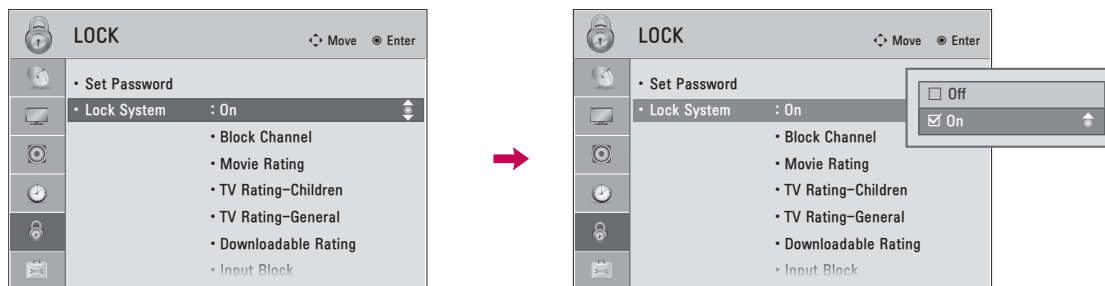 LOCK
Move
Enter
• Set Password
• Lock System : On
• Block Channel
• Movie Rating
• TV Rating-Children
• TV Rating-General
• Downloadable Rating
• Input Block
LOCK
Move
Enter
• Set Password
• Lock System : On
• Block Channel
• Movie Rating
• TV Rating-Children
• TV Rating-General
• Downloadable Rating
• Input Block
Off
On